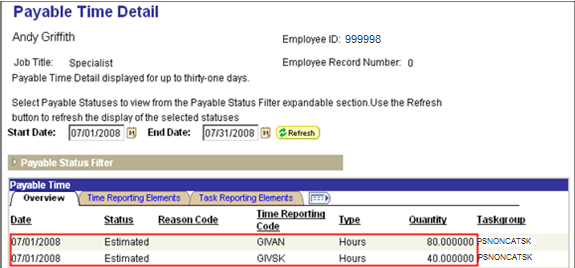 Payable Time Detail
Andy Griffith
Employee ID: 999998
Job Title: Specialist
Employee Record Number: 0
Payable Time Detail displayed for up to thirty-one days.
Select Payable Statuses to view from the Payable Status Filter expandable section.Use the Refresh
button to refresh the display of the selected statuses
Start Date: 07/01/2008 End Date: 07/31/2008 Refresh
Payable Status Filter
Payable Time
Overview Time Reporting Elements Task Reporting Elements
Date Status Reason Code Time Reporting Code Type Quantity Taskgroup
07/01/2008 Estimated GIVAN Hours 80.000000 PSNONCATSK
07/01/2008 Estimated GIVSK Hours 40.000000 PSNONCATSK